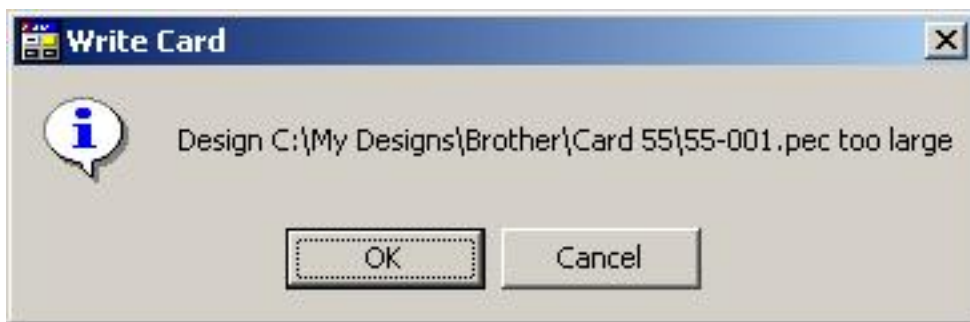 Write Card
Design C:\My Designs\Brother\Card 55\55-001.pec too large
OK
Cancel